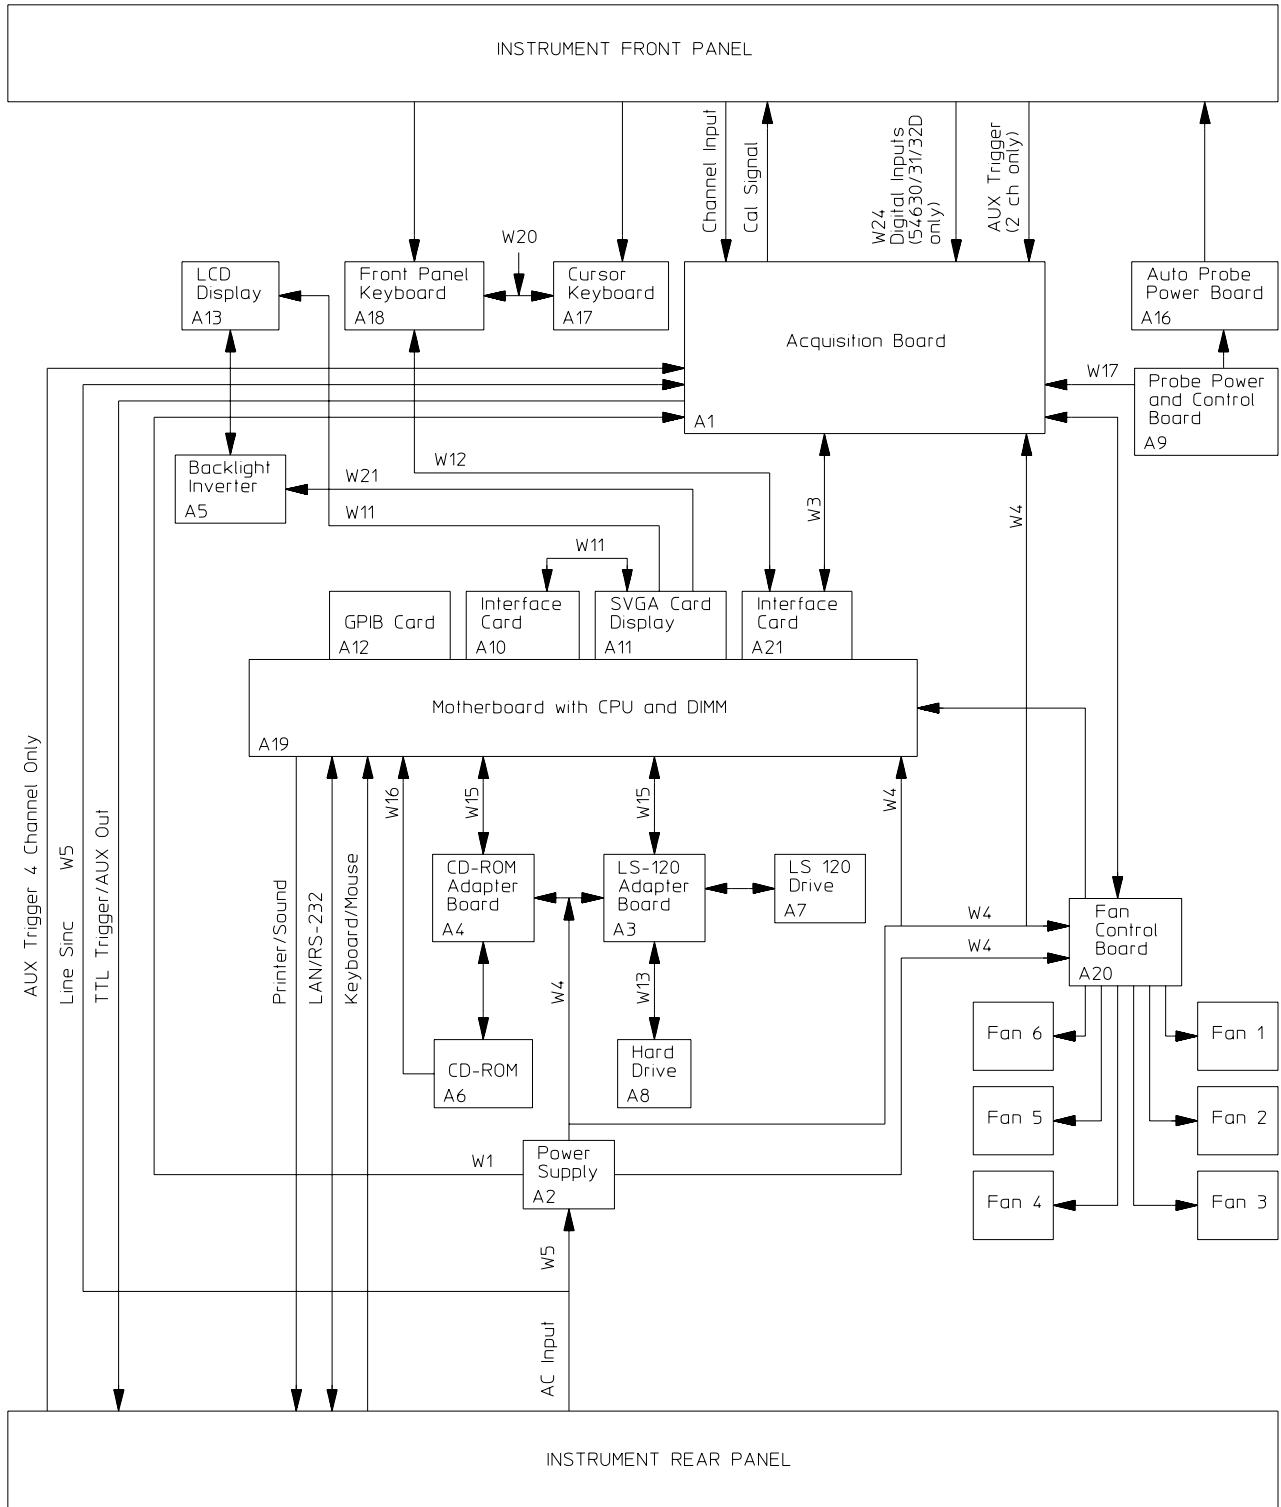 INSTRUMENT FRONT PANEL
Channel Input
Cal Signal
W24
Digital Inputs
(54630/31/32D
only)
AUX Trigger
(2 ch only)
W20
LCD
Display
A13
Front Panel
Keyboard
A18
Cursor
Keyboard
A17
Acquisition Board
A1
Auto Probe
Power Board
A16
W17
Probe Power
and Control
Board
A9
Backlight
Inverter
A5
W12
W21
W11
W11
W3
W4
GPIB Card
A12
Interface
Card
A10
SVGA Card
Display
A11
Interface
Card
A21
Motherboard with CPU and DIMM
A19
AUX Trigger 4 Channel Only
Line Sinc W5
TTL Trigger/AUX Out
Printer/Sound
LAN/RS-232
Keyboard/Mouse
W16
W15
W15
W4
CD-ROM
Adapter
Board
A4
LS-120
Adapter
Board
A3
LS 120
Drive
A7
W4
W4
Fan
Control
Board
A20
W4
W13
CD-ROM
A6
Hard
Drive
A8
Fan 6
Fan 1
Fan 5
Fan 2
Fan 4
Fan 3
W1
Power
Supply
A2
W5
AC Input
INSTRUMENT REAR PANEL